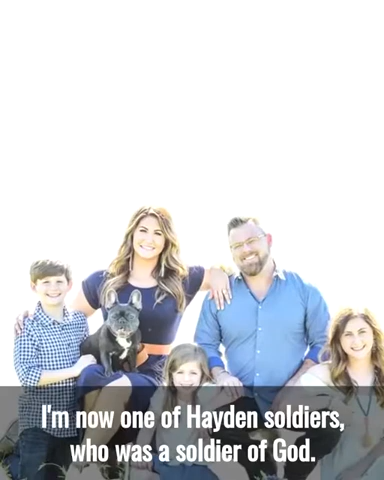 I'm now one of Hayden soldiers,
who was a soldier of God.